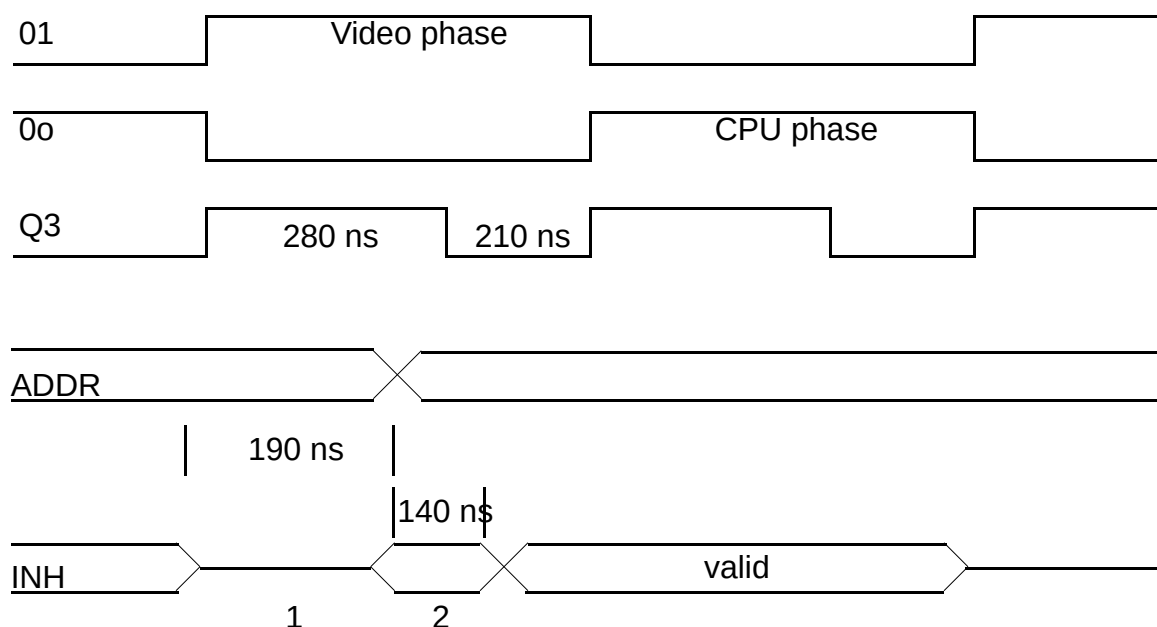 01
Video phase
0o
CPU phase
Q3
280 ns
210 ns
ADDR
190 ns
140 ns
INH
valid
1
2